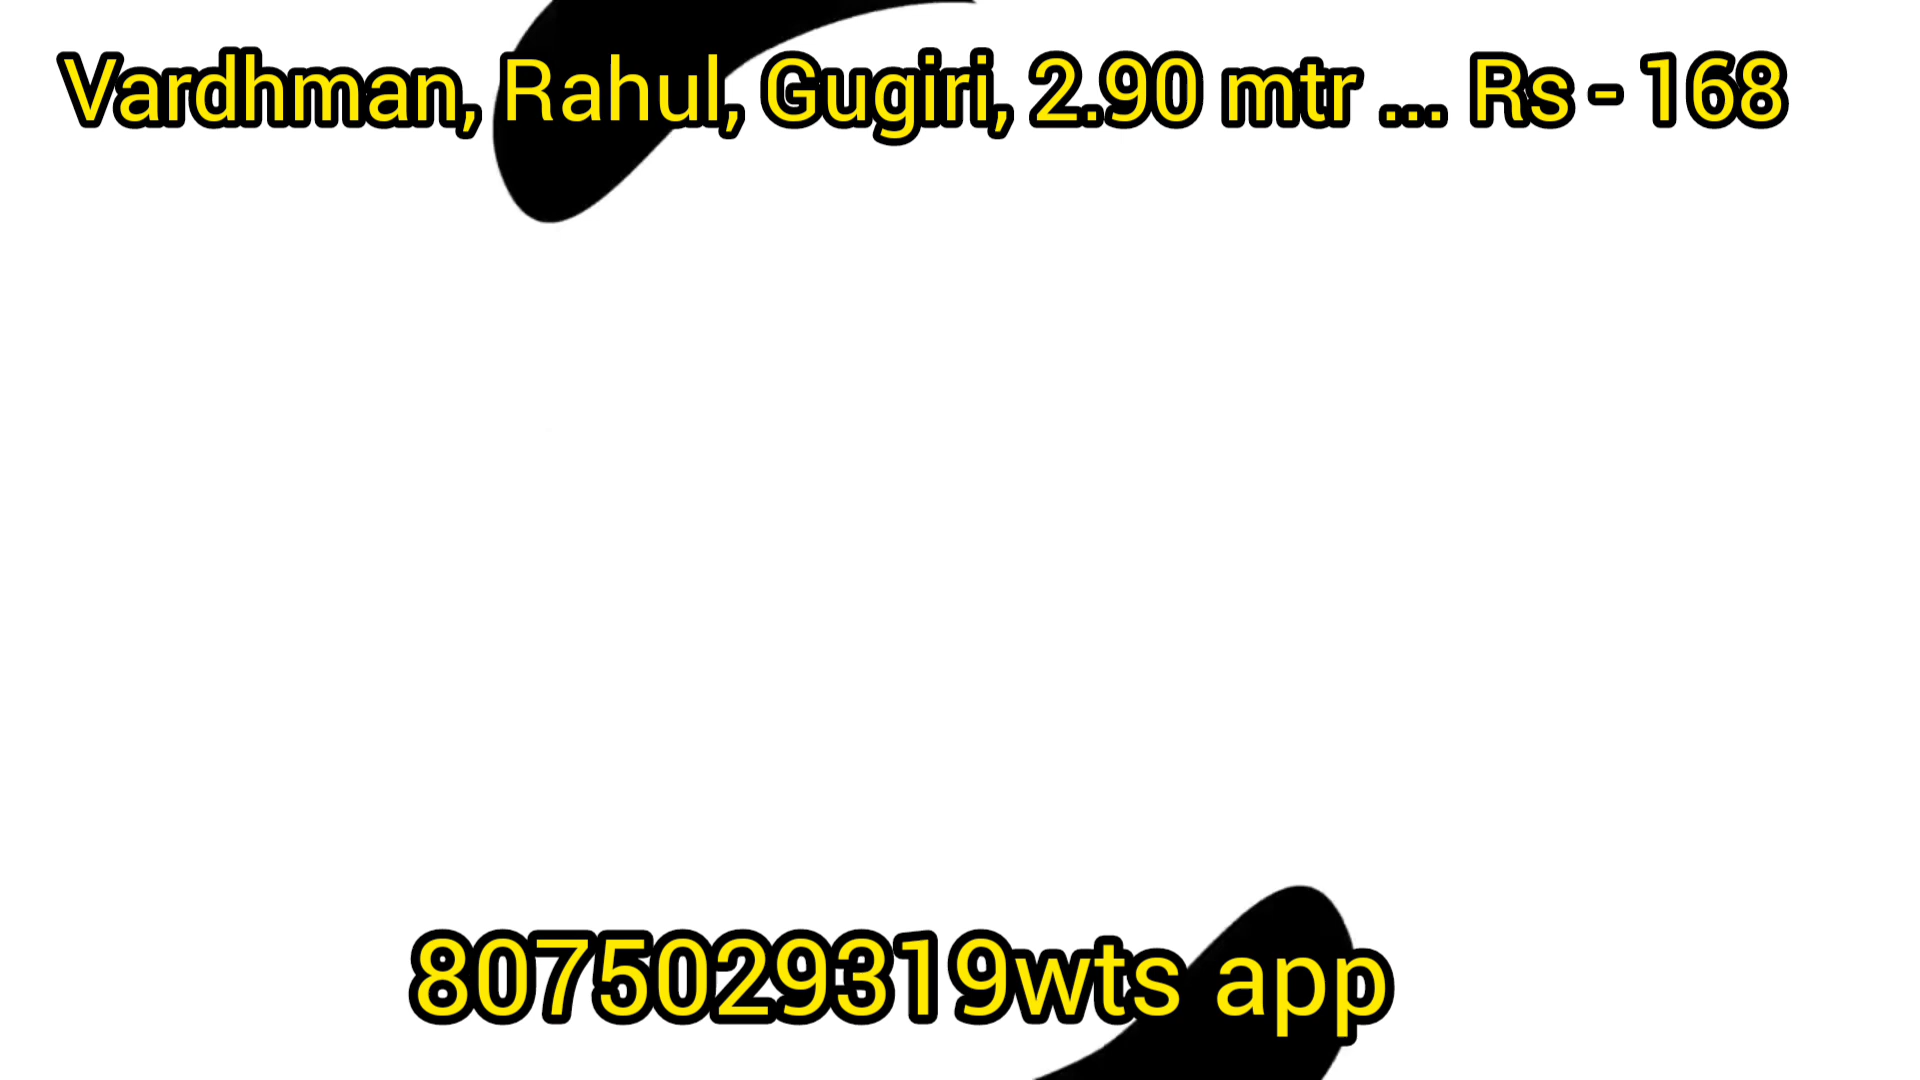 Vardhman, Rahul, Gugiri, 2.90 mtr ... Rs - 168
8075029319wts app